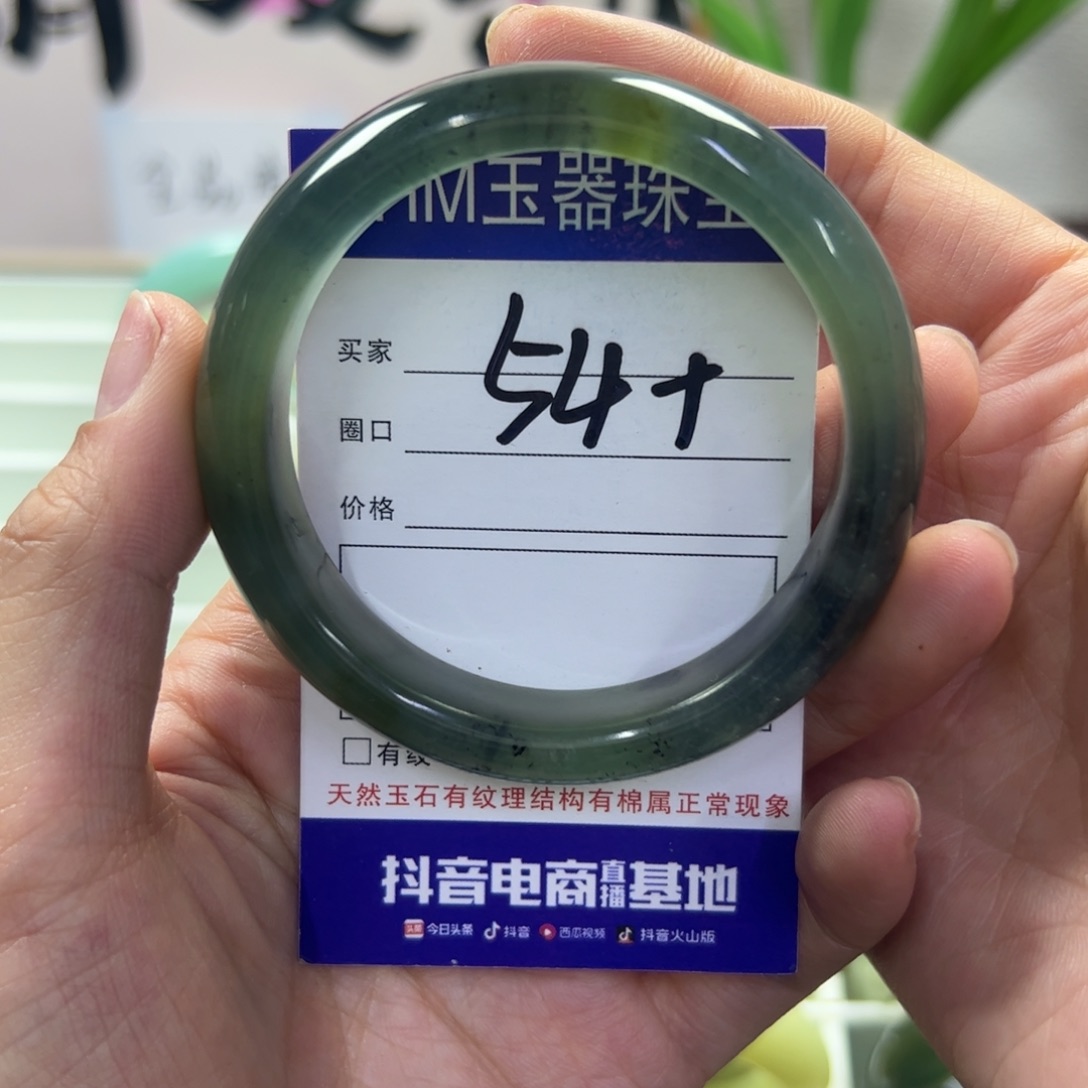 M玉器珠宝
买家
54+
圈口
价格
有纹
天然玉石有纹理结构有棉属正常现象
抖音电商直播基地
头条 今日头条 抖音 西瓜视频 抖音火山版